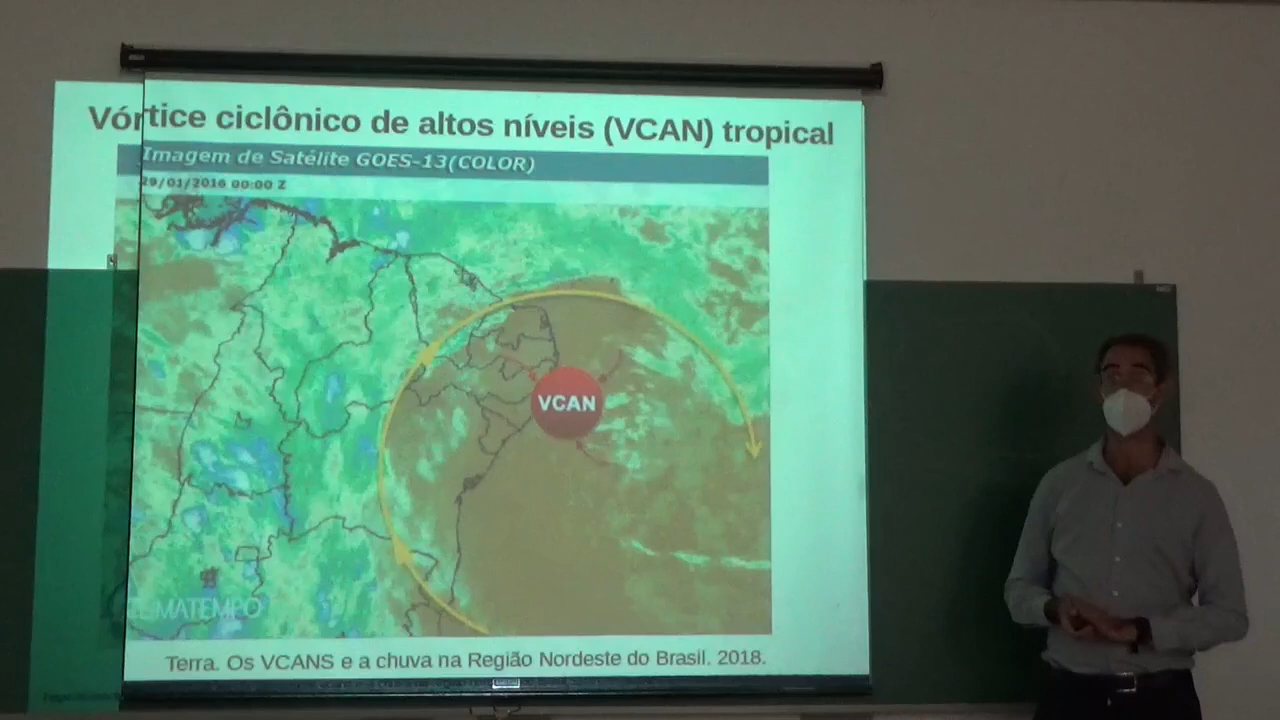 Vórtice ciclônico de altos níveis (VCAN) tropical
Imagem de Satélite GOES-13(COLOR)
29/01/2016 00:00 Z
VCAN
CLIMATEMPO
Terra. Os VCANS e a chuva na Região Nordeste do Brasil. 2018.